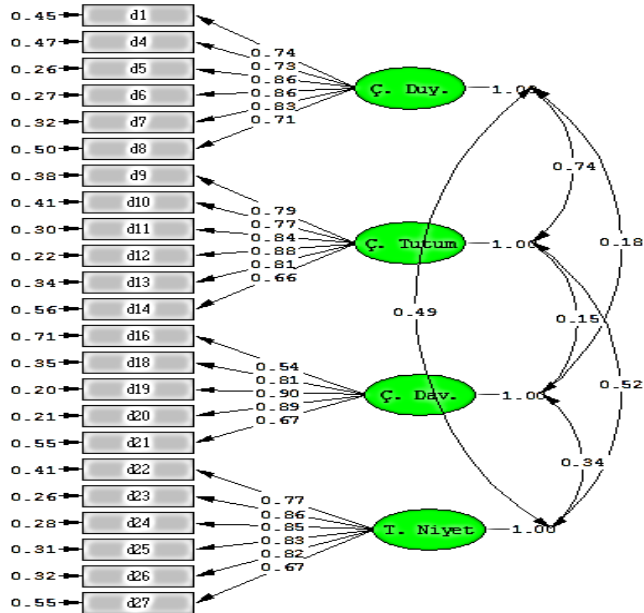 0.45 d1
0.47 d4
0.26 d5
0.27 d6
0.32 d7
0.50 d8
0.38 d9
0.41 d10
0.30 d11
0.22 d12
0.34 d13
0.56 d14
0.71 d16
0.35 d18
0.20 d19
0.21 d20
0.55 d21
0.41 d22
0.26 d23
0.28 d24
0.31 d25
0.32 d26
0.55 d27
0.74
0.73
0.86
0.86
0.83
0.71
0.79
0.77
0.84
0.88
0.81
0.66
0.54
0.81
0.90
0.89
0.67
0.77
0.86
0.85
0.83
0.82
0.67
Ç. Duy. 1.00
Ç. Tutum 1.00
Ç. Dav. 1.00
T. Niyet 1.00
0.74
0.18
0.15
0.49
0.52
0.34